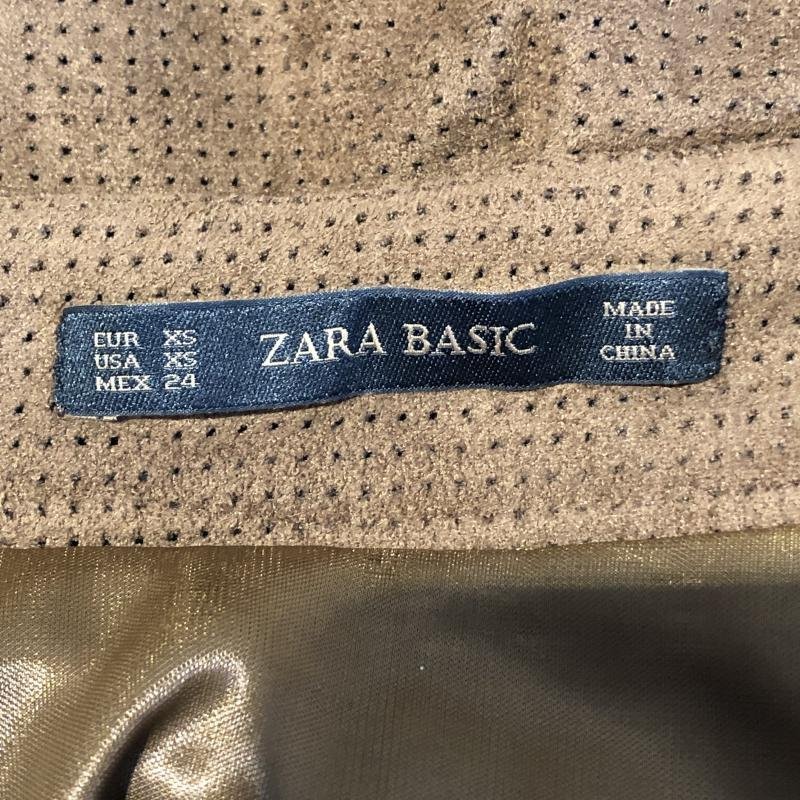 EUR XS
USA XS
MEX 24
ZARA BASIC
MADE
IN
CHINA